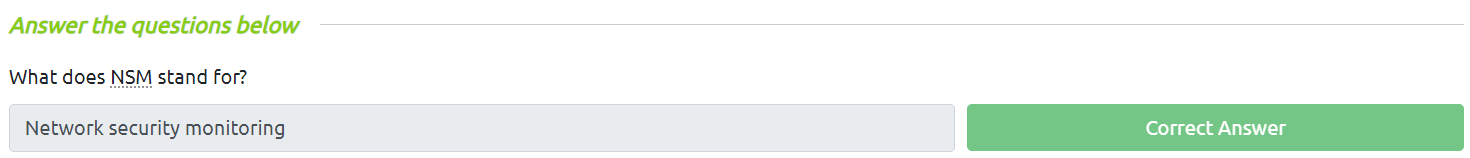 Answer the questions below
What does NSM stand for?
Network security monitoring
Correct Answer